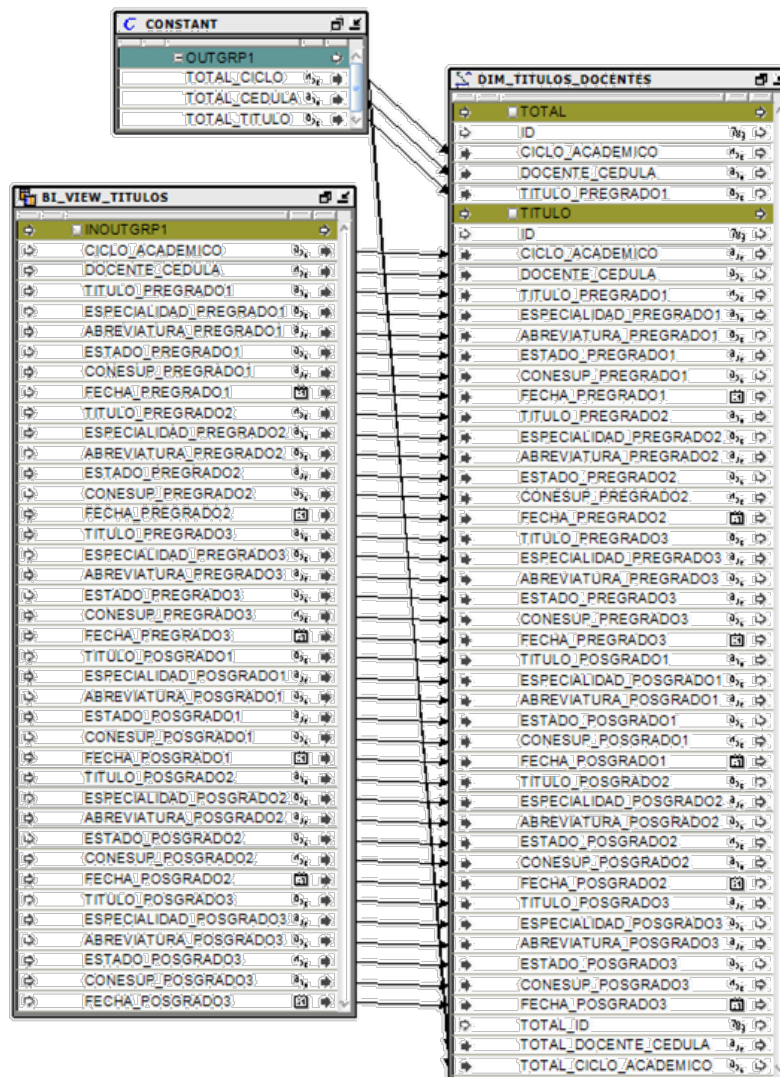 CONSTANT
OUTGRP1
TOTAL_CICLO
TOTAL_CEDULA
TOTAL_TITULO
BI_VIEW_TITULOS
INOUTGRP1
CICLO_ACADEMICO
DOCENTE_CEDULA
TITULO_PREGRADO1
ESPECIALIDAD_PREGRADO1
ABREVIATURA_PREGRADO1
ESTADO_PREGRADO1
CONESUP_PREGRADO1
FECHA_PREGRADO1
TITULO_PREGRADO2
ESPECIALIDAD_PREGRADO2
ABREVIATURA_PREGRADO2
ESTADO_PREGRADO2
CONESUP_PREGRADO2
FECHA_PREGRADO2
TITULO_PREGRADO3
ESPECIALIDAD_PREGRADO3
ABREVIATURA_PREGRADO3
ESTADO_PREGRADO3
CONESUP_PREGRADO3
FECHA_PREGRADO3
TITULO_POSGRADO1
ESPECIALIDAD_POSGRADO1
ABREVIATURA_POSGRADO1
ESTADO_POSGRADO1
CONESUP_POSGRADO1
FECHA_POSGRADO1
TITULO_POSGRADO2
ESPECIALIDAD_POSGRADO2
ABREVIATURA_POSGRADO2
ESTADO_POSGRADO2
CONESUP_POSGRADO2
FECHA_POSGRADO2
TITULO_POSGRADO3
ESPECIALIDAD_POSGRADO3
ABREVIATURA_POSGRADO3
ESTADO_POSGRADO3
CONESUP_POSGRADO3
FECHA_POSGRADO3
DIM_TITULOS_DOCENTES
TOTAL
ID
CICLO_ACADEMICO
DOCENTE_CEDULA
TITULO_PREGRADO1
TITULO
ID
CICLO_ACADEMICO
DOCENTE_CEDULA
TITULO_PREGRADO1
ESPECIALIDAD_PREGRADO1
ABREVIATURA_PREGRADO1
ESTADO_PREGRADO1
CONESUP_PREGRADO1
FECHA_PREGRADO1
TITULO_PREGRADO2
ESPECIALIDAD_PREGRADO2
ABREVIATURA_PREGRADO2
ESTADO_PREGRADO2
CONESUP_PREGRADO2
FECHA_PREGRADO2
TITULO_PREGRADO3
ESPECIALIDAD_PREGRADO3
ABREVIATURA_PREGRADO3
ESTADO_PREGRADO3
CONESUP_PREGRADO3
FECHA_PREGRADO3
TITULO_POSGRADO1
ESPECIALIDAD_POSGRADO1
ABREVIATURA_POSGRADO1
ESTADO_POSGRADO1
CONESUP_POSGRADO1
FECHA_POSGRADO1
TITULO_POSGRADO2
ESPECIALIDAD_POSGRADO2
ABREVIATURA_POSGRADO2
ESTADO_POSGRADO2
CONESUP_POSGRADO2
FECHA_POSGRADO2
TITULO_POSGRADO3
ESPECIALIDAD_POSGRADO3
ABREVIATURA_POSGRADO3
ESTADO_POSGRADO3
CONESUP_POSGRADO3
FECHA_POSGRADO3
TOTAL_ID
TOTAL_DOCENTE_CEDULA
TOTAL_CICLO_ACADEMICO